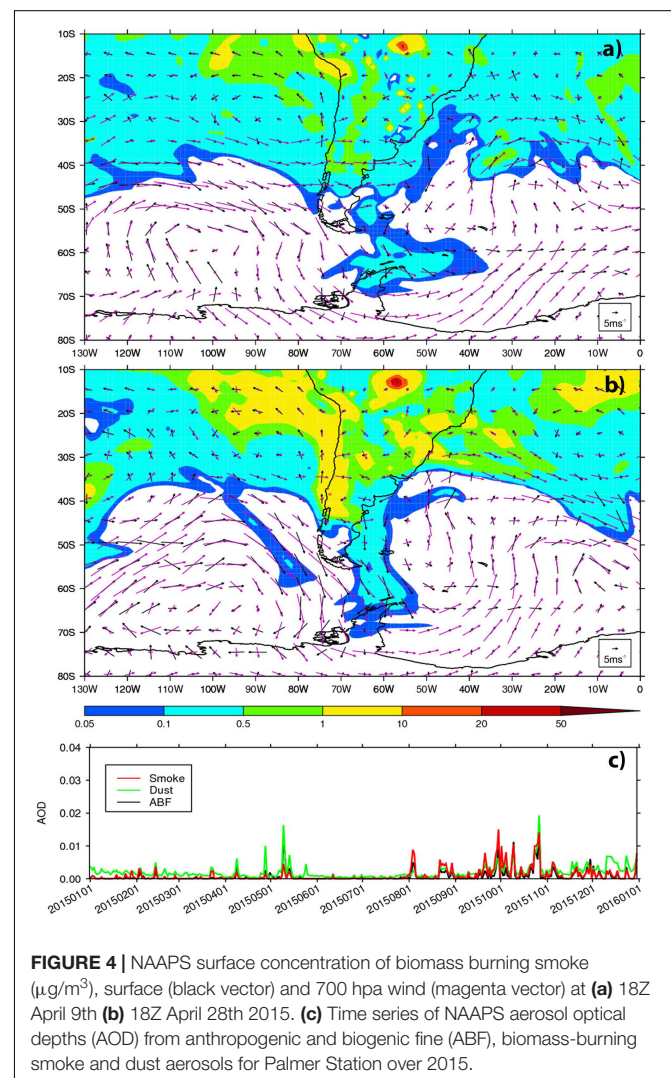 a)
10S
20S
30S
40S
50S
60S
70S
80S
5ms⁻¹
130W 120W 110W 100W 90W 80W 70W 60W 50W 40W 30W 20W 10W 0
b)
10S
20S
30S
40S
50S
60S
70S
80S
5ms⁻¹
130W 120W 110W 100W 90W 80W 70W 60W 50W 40W 30W 20W 10W 0
0.05 0.1 0.5 1 10 20 50
c)
0.04
0.03
0.02
0.01
0.00
AOD
Smoke
Dust
ABF
20150101 20150201 20150301 20150401 20150501 20150601 20150701 20150801 20150901 20151001 20151101 20151201 20160101
FIGURE 4 | NAAPS surface concentration of biomass burning smoke
(μg/m³), surface (black vector) and 700 hpa wind (magenta vector) at (a) 18Z
April 9th (b) 18Z April 28th 2015. (c) Time series of NAAPS aerosol optical
depths (AOD) from anthropogenic and biogenic fine (ABF), biomass-burning
smoke and dust aerosols for Palmer Station over 2015.